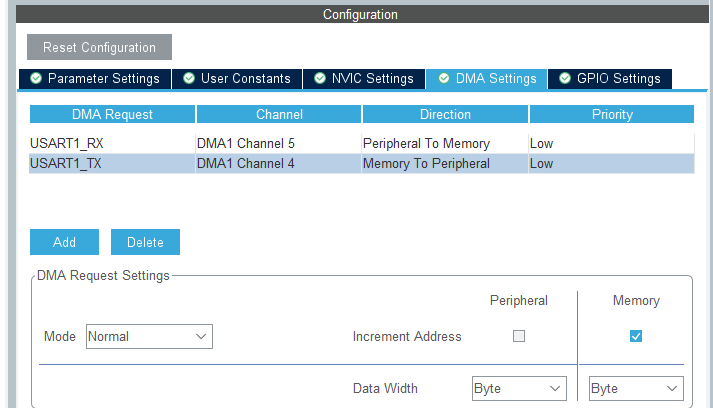 Configuration
Reset Configuration
Parameter Settings User Constants NVIC Settings DMA Settings GPIO Settings
DMA Request Channel Direction Priority
USART1_RX DMA1 Channel 5 Peripheral To Memory Low
USART1_TX DMA1 Channel 4 Memory To Peripheral Low
Add Delete
DMA Request Settings
Peripheral Memory
Mode Normal Increment Address
Data Width Byte Byte